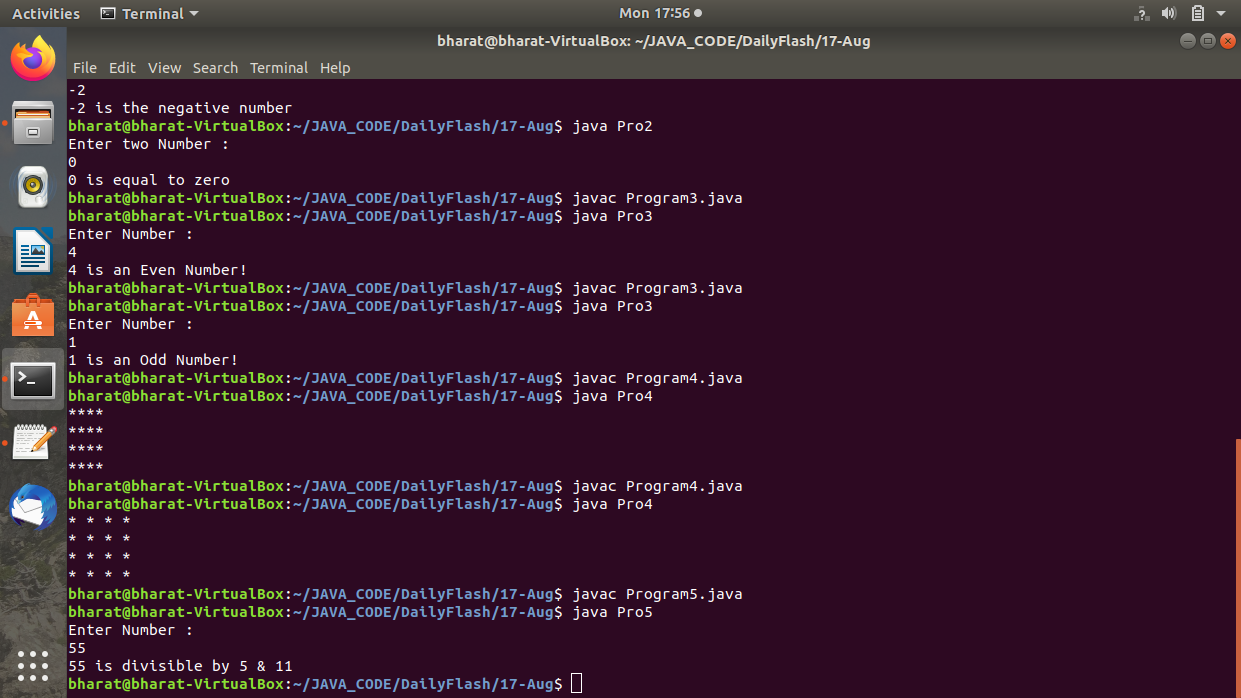 Activities Terminal Mon 17:56
bharat@bharat-VirtualBox: ~/JAVA_CODE/DailyFlash/17-Aug
File Edit View Search Terminal Help
-2
-2 is the negative number
bharat@bharat-VirtualBox:~/JAVA_CODE/DailyFlash/17-Aug$ java Pro2
Enter two Number :
0
0 is equal to zero
bharat@bharat-VirtualBox:~/JAVA_CODE/DailyFlash/17-Aug$ javac Program3.java
bharat@bharat-VirtualBox:~/JAVA_CODE/DailyFlash/17-Aug$ java Pro3
Enter Number :
4
4 is an Even Number!
bharat@bharat-VirtualBox:~/JAVA_CODE/DailyFlash/17-Aug$ javac Program3.java
bharat@bharat-VirtualBox:~/JAVA_CODE/DailyFlash/17-Aug$ java Pro3
Enter Number :
1
1 is an Odd Number!
bharat@bharat-VirtualBox:~/JAVA_CODE/DailyFlash/17-Aug$ javac Program4.java
bharat@bharat-VirtualBox:~/JAVA_CODE/DailyFlash/17-Aug$ java Pro4
****
****
****
****
bharat@bharat-VirtualBox:~/JAVA_CODE/DailyFlash/17-Aug$ javac Program4.java
bharat@bharat-VirtualBox:~/JAVA_CODE/DailyFlash/17-Aug$ java Pro4
* * * *
* * * *
* * * *
* * * *
bharat@bharat-VirtualBox:~/JAVA_CODE/DailyFlash/17-Aug$ javac Program5.java
bharat@bharat-VirtualBox:~/JAVA_CODE/DailyFlash/17-Aug$ java Pro5
Enter Number :
55
55 is divisible by 5 & 11
bharat@bharat-VirtualBox:~/JAVA_CODE/DailyFlash/17-Aug$